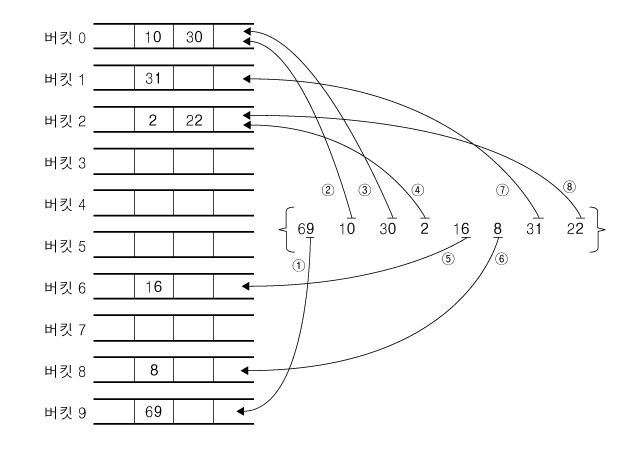 버킷 0 10 30
버킷 1 31
버킷 2 2 22
버킷 3
버킷 4
버킷 5
버킷 6 16
버킷 7
버킷 8 8
버킷 9 69
② ③ ④ ⑦ ⑧
{ 69 10 30 2 16 8 31 22 }
① ⑤ ⑥